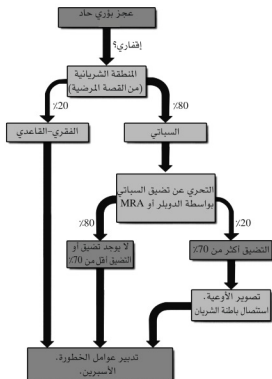 عجز بؤري حاد
إقفاري؟
المنطقة الشريانية
(من القصة المرضية)
٪20
٪80
الفقري-القاعدي
السباتي
التحري عن تضيق السباتي
بواسطة الدوبلر أو MRA
٪80
٪20
لا يوجد تضيق أو
التضيق أقل من 70٪
التضيق أكثر من 70٪
تصوير الأوعية.
استئصال باطنة الشريان
تدبير عوامل الخطورة.
الأسبرين.